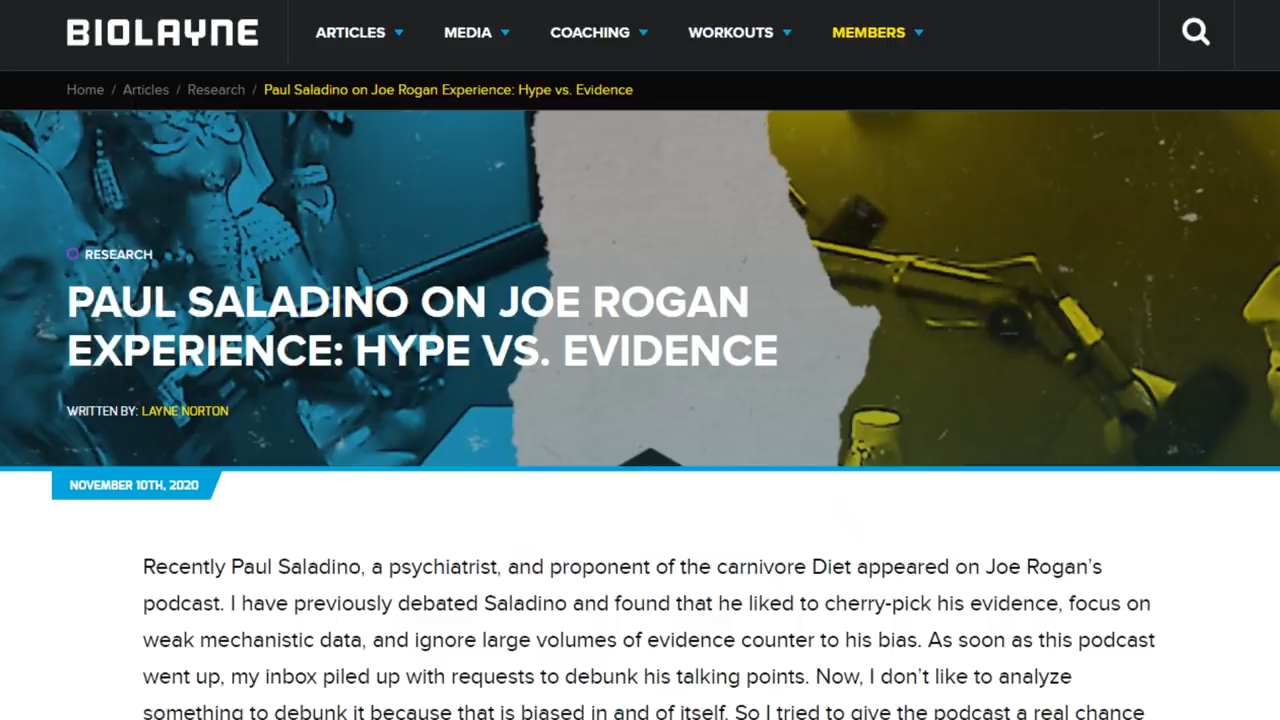 BIOLAYNE
ARTICLES MEDIA COACHING WORKOUTS MEMBERS
Home / Articles / Research / Paul Saladino on Joe Rogan Experience: Hype vs. Evidence
RESEARCH
PAUL SALADINO ON JOE ROGAN
EXPERIENCE: HYPE VS. EVIDENCE
WRITTEN BY: LAYNE NORTON
NOVEMBER 10TH, 2020
Recently Paul Saladino, a psychiatrist, and proponent of the carnivore Diet appeared on Joe Rogan's
podcast. I have previously debated Saladino and found that he liked to cherry-pick his evidence, focus on
weak mechanistic data, and ignore large volumes of evidence counter to his bias. As soon as this podcast
went up, my inbox piled up with requests to debunk his talking points. Now, I don't like to analyze
something to debunk it because that is biased in and of itself. So I tried to give the podcast a real chance